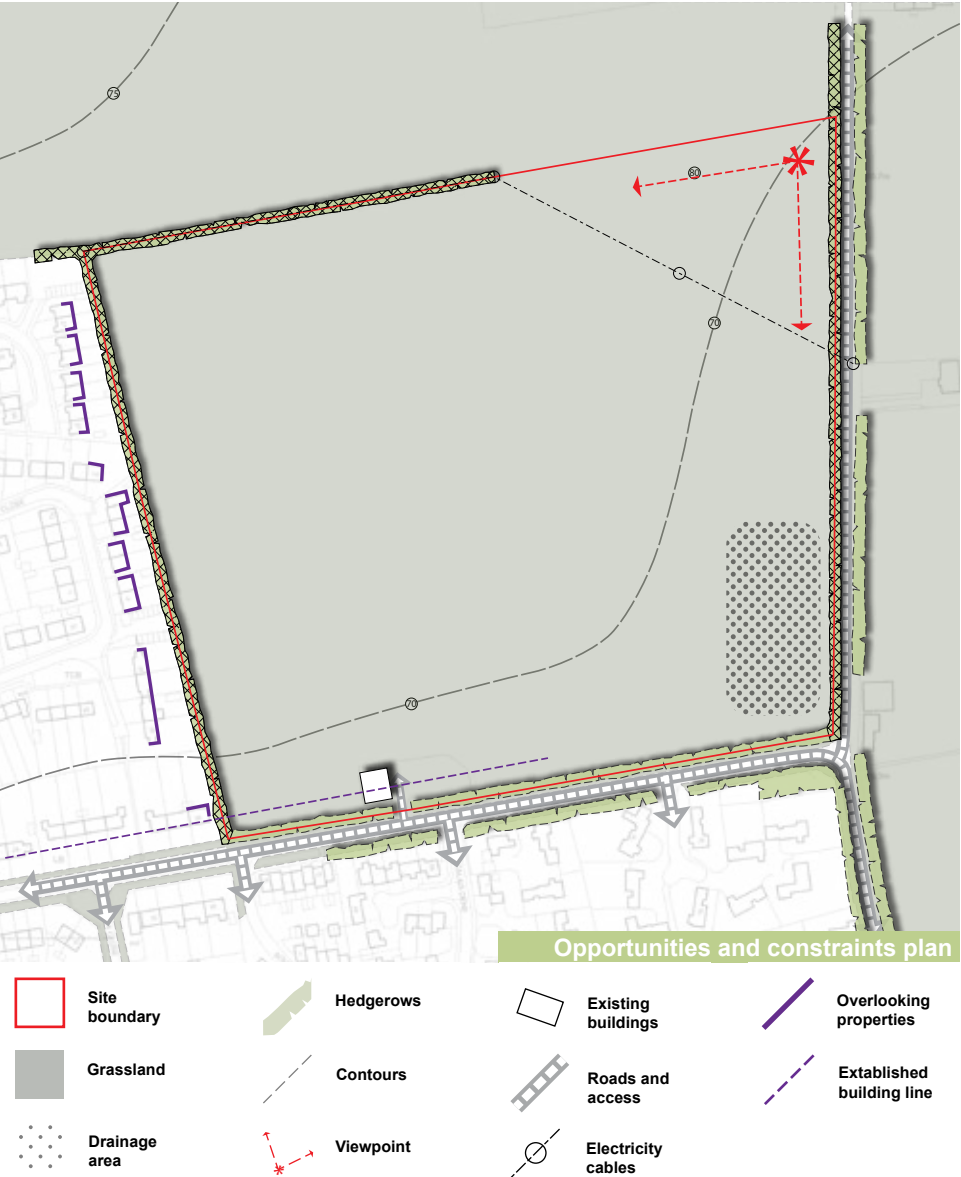 75
80
70
70
Opportunities and constraints plan
Site
boundary
Hedgerows
Existing
buildings
Overlooking
properties
Grassland
Contours
Roads and
access
Extablished
building line
Drainage
area
Viewpoint
Electricity
cables